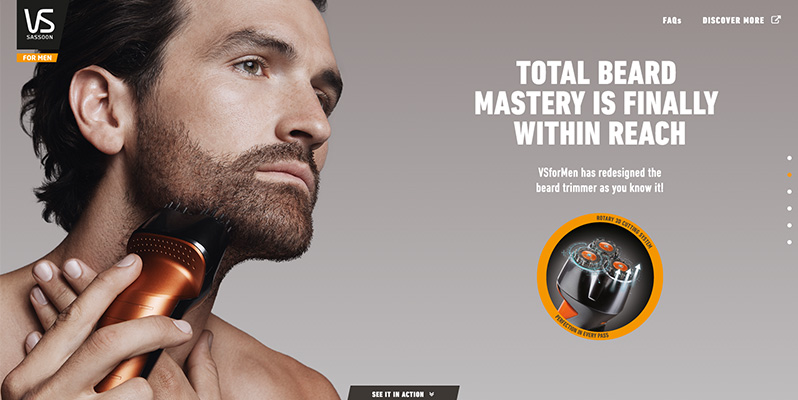 VS
SASSOON
FOR MEN
FAQs
DISCOVER MORE
TOTAL BEARD
MASTERY IS FINALLY
WITHIN REACH
VSforMen has redesigned the
beard trimmer as you know it!
ROTARY 3D CUTTING SYSTEM
PERFECTION IN EVERY PASS
SEE IT IN ACTION